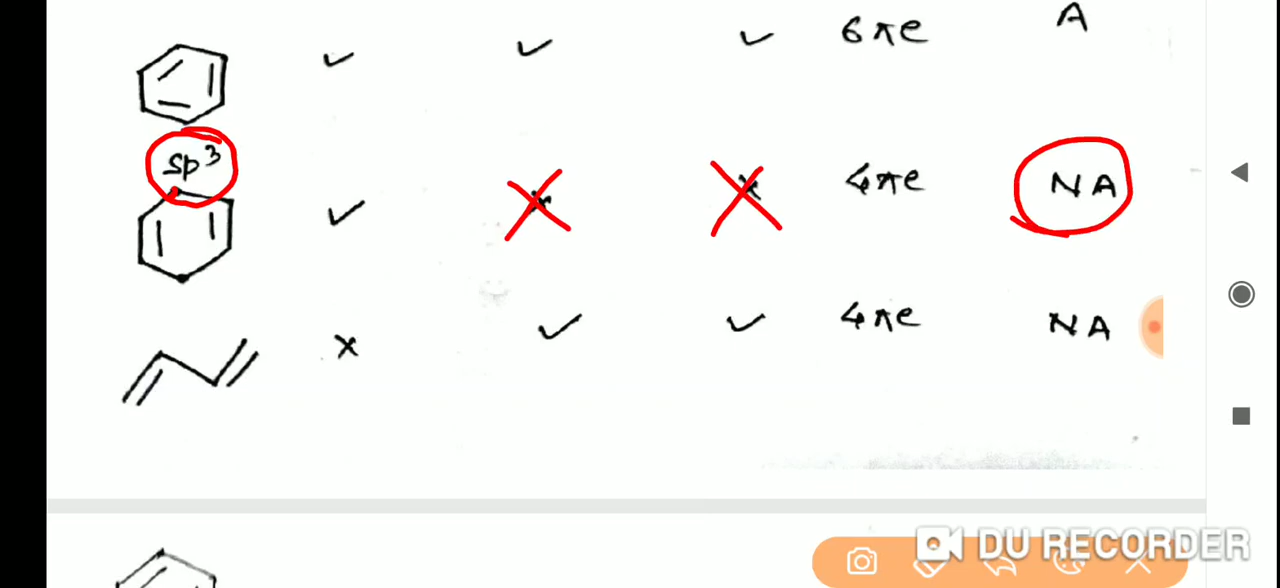 ✓ ✓ ✓ 6πe A
sp³
✓ × × 4πe NA
× ✓ ✓ 4πe NA
DU RECORDER